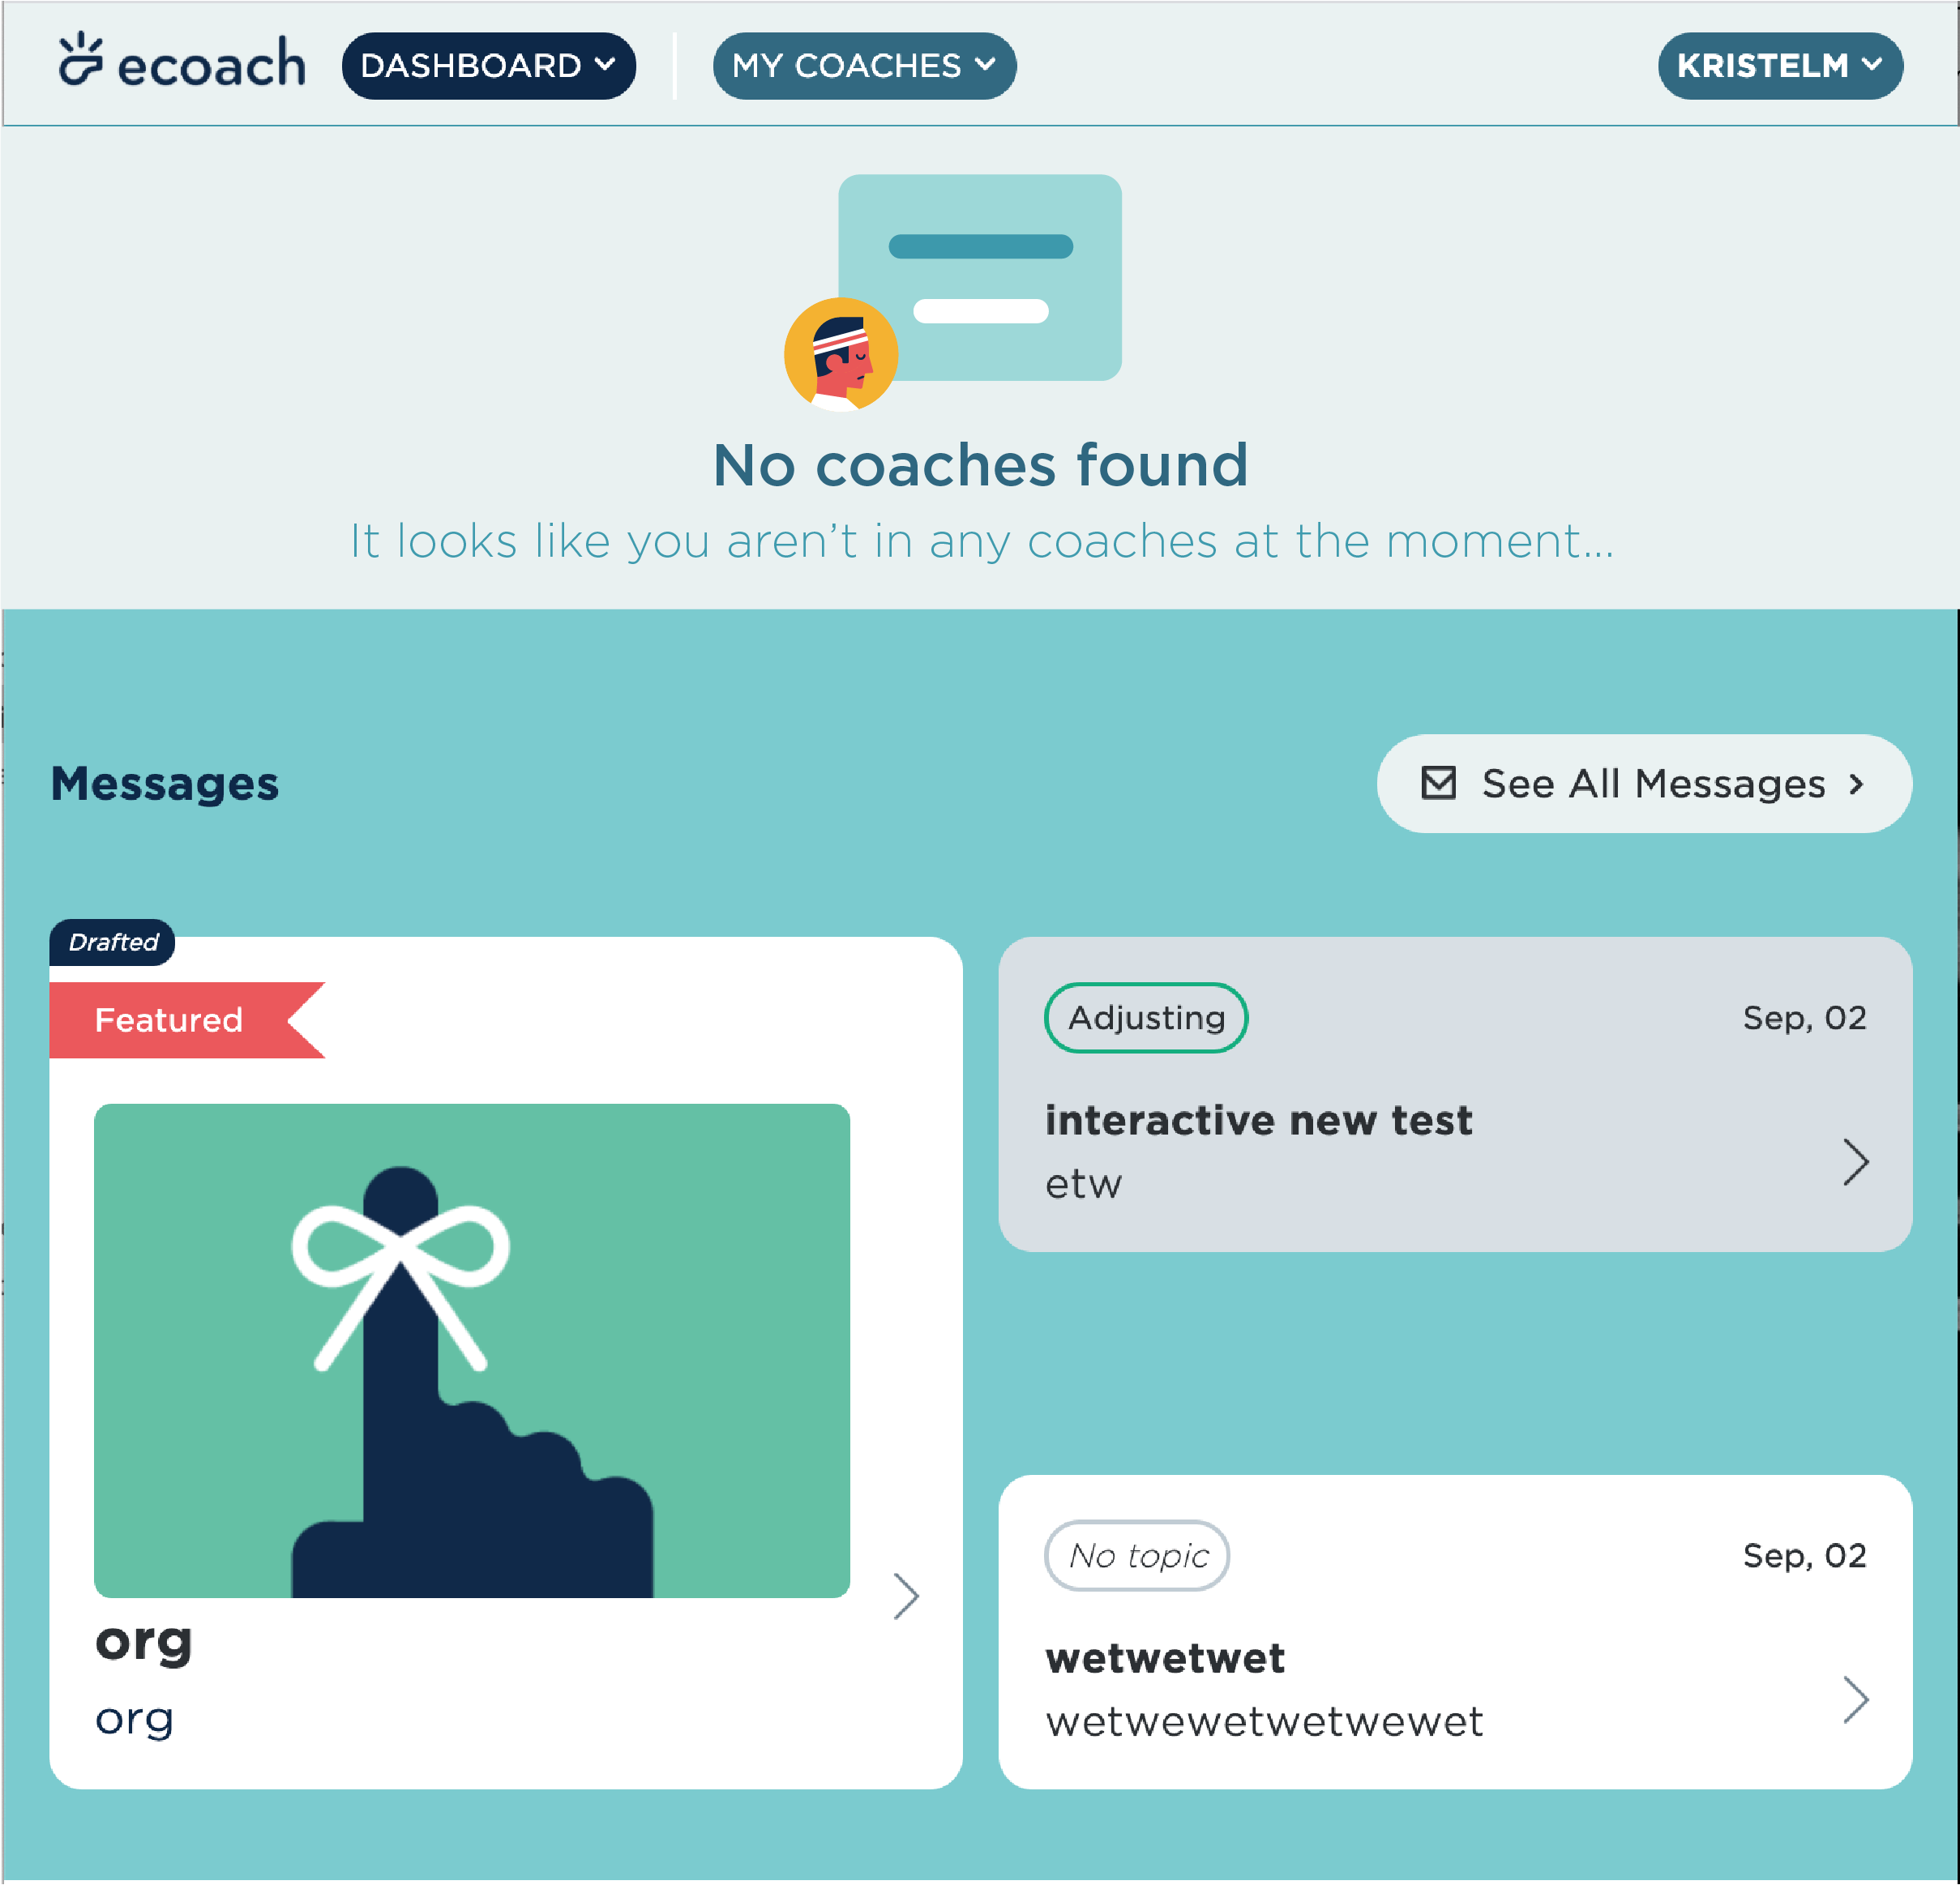 ecoach
DASHBOARD
MY COACHES
KRISTELM
No coaches found
It looks like you aren’t in any coaches at the moment...
Messages
See All Messages
Drafted
Featured
org
org
Adjusting
Sep, 02
interactive new test
etw
No topic
Sep, 02
wetwetwet
wetwewetwetwewet